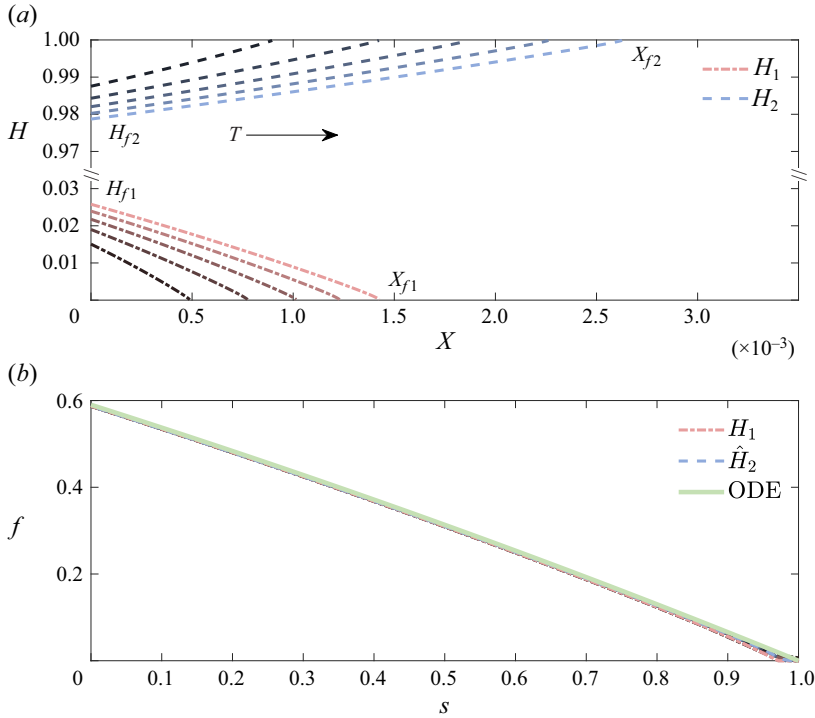 (a)
1.00
0.99
0.98
0.97
H
0.03
0.02
0.01
H_{f2}
H_{f1}
T
X_{f2}
X_{f1}
H_1
H_2
0 0.5 1.0 1.5 2.0 2.5 3.0
X
(×10⁻³)
(b)
0.6
0.4
f
0.2
H_1
Ĥ_2
ODE
0 0.1 0.2 0.3 0.4 0.5 0.6 0.7 0.8 0.9 1.0
s